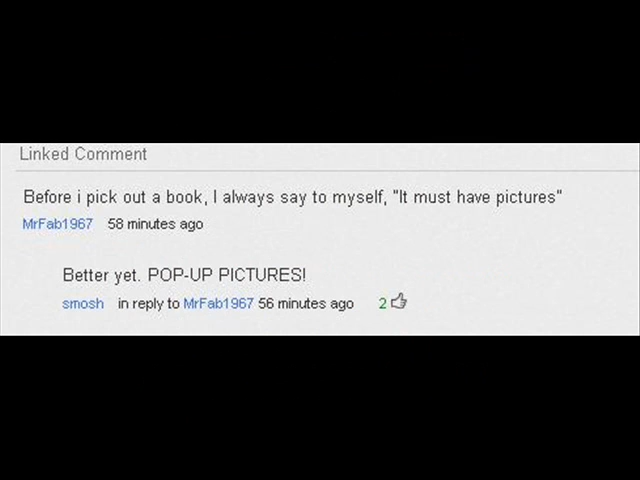 Linked Comment
Before i pick out a book, I always say to myself, "It must have pictures"
MrFab1967 58 minutes ago
Better yet. POP-UP PICTURES!
smosh in reply to MrFab1967 56 minutes ago 2